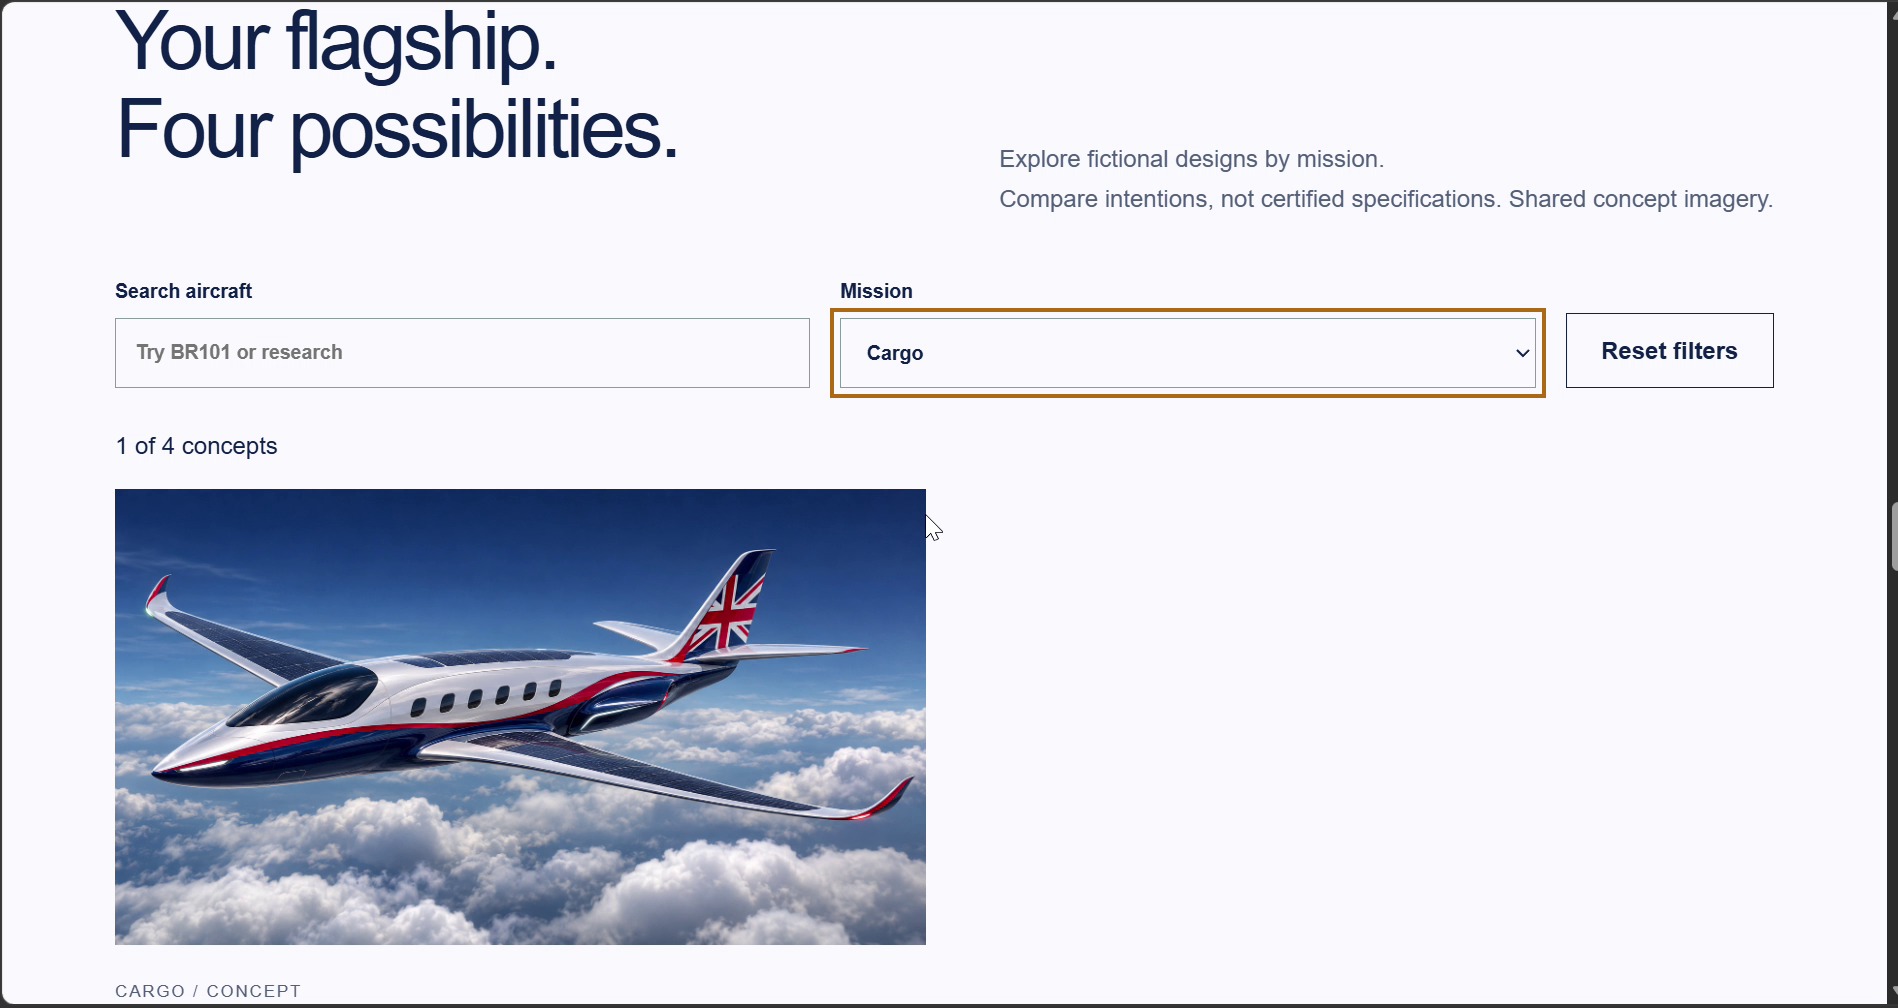 Your flagship.
Four possibilities.
Explore fictional designs by mission.
Compare intentions, not certified specifications. Shared concept imagery.
Search aircraft
Mission
Try BR101 or research
Cargo
Reset filters
1 of 4 concepts
CARGO / CONCEPT